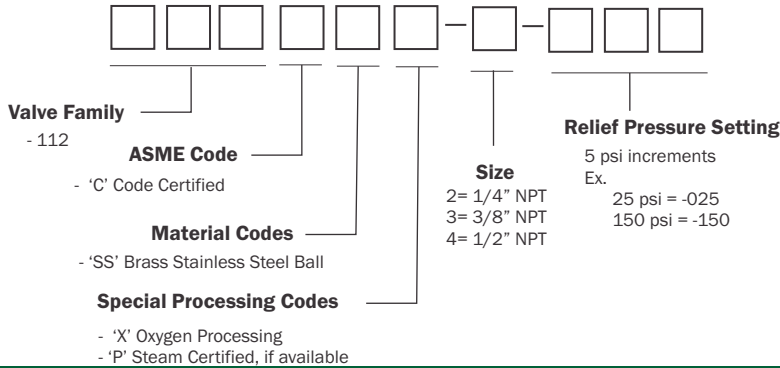 Valve Family
- 112
ASME Code
- ‘C’ Code Certified
Material Codes
- ‘SS’ Brass Stainless Steel Ball
Special Processing Codes
- ‘X’ Oxygen Processing
- ‘P’ Steam Certified, if available
Size
2= 1/4” NPT
3= 3/8” NPT
4= 1/2” NPT
Relief Pressure Setting
5 psi increments
Ex.
25 psi = -025
150 psi = -150